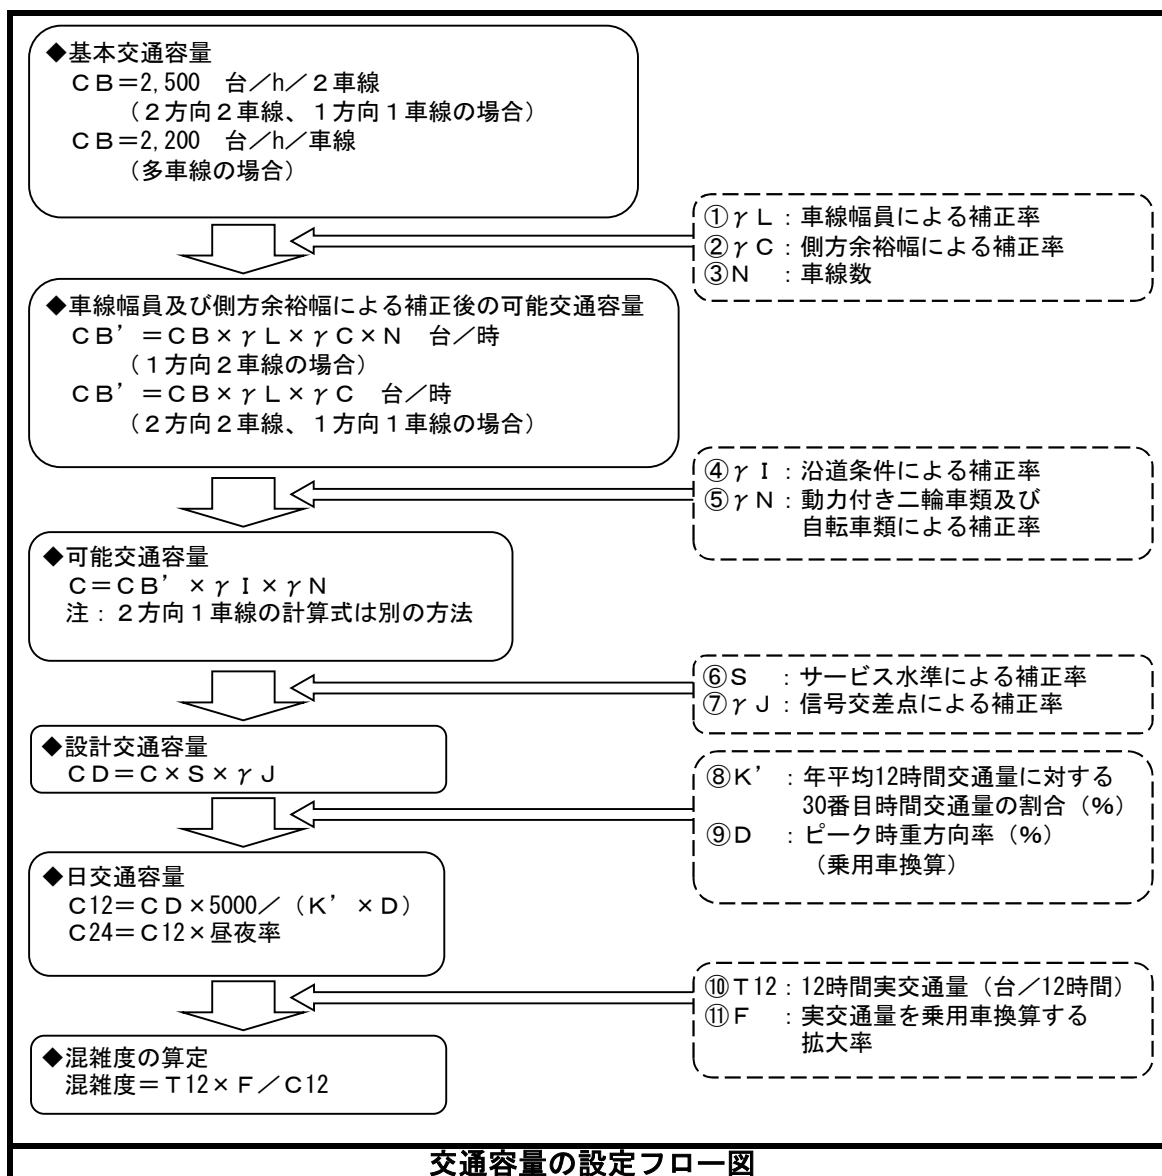 ◆基本交通容量
ＣＢ＝2,500　台／h／２車線
（２方向２車線、１方向１車線の場合）
ＣＢ＝2,200　台／h／車線
（多車線の場合）
①γＬ：車線幅員による補正率
②γＣ：側方余裕幅による補正率
③Ｎ　：車線数
◆車線幅員及び側方余裕幅による補正後の可能交通容量
ＣＢ’＝ＣＢ×γＬ×γＣ×Ｎ　台／時
（１方向２車線の場合）
ＣＢ’＝ＣＢ×γＬ×γＣ　台／時
（２方向２車線、１方向１車線の場合）
④γＩ：沿道条件による補正率
⑤γＮ：動力付き二輪車類及び
自転車類による補正率
◆可能交通容量
Ｃ＝ＣＢ’×γＩ×γＮ
注：２方向１車線の計算式は別の方法
⑥Ｓ　：サービス水準による補正率
⑦γＪ：信号交差点による補正率
◆設計交通容量
ＣＤ＝Ｃ×Ｓ×γＪ
⑧Ｋ’：年平均12時間交通量に対する
30番目時間交通量の割合（％）
⑨Ｄ　：ピーク時重方向率（％）
（乗用車換算）
◆日交通容量
Ｃ12＝ＣＤ×5000／（Ｋ’×Ｄ）
Ｃ24＝Ｃ12×昼夜率
⑩Ｔ12：12時間実交通量（台／12時間）
⑪Ｆ　：実交通量を乗用車換算する
拡大率
◆混雑度の算定
混雑度＝Ｔ12×Ｆ／Ｃ12
交通容量の設定フロー図